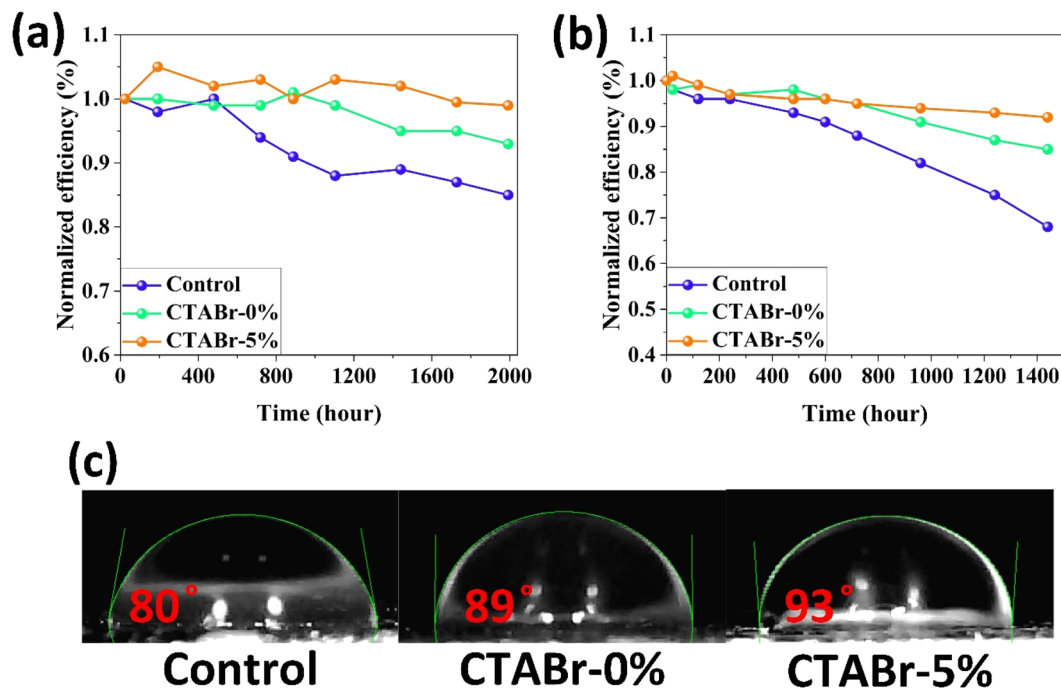 (a)
1.1
1.0
0.9
0.8
0.7
0.6
Normalized efficiency (%)
Control
CTABr-0%
CTABr-5%
0 400 800 1200 1600 2000
Time (hour)
(b)
1.1
1.0
0.9
0.8
0.7
0.6
0.5
0.4
Normalized efficiency (%)
Control
CTABr-0%
CTABr-5%
0 200 400 600 800 1000 1200 1400
Time (hour)
(c)
80° 89° 93°
Control CTABr-0% CTABr-5%